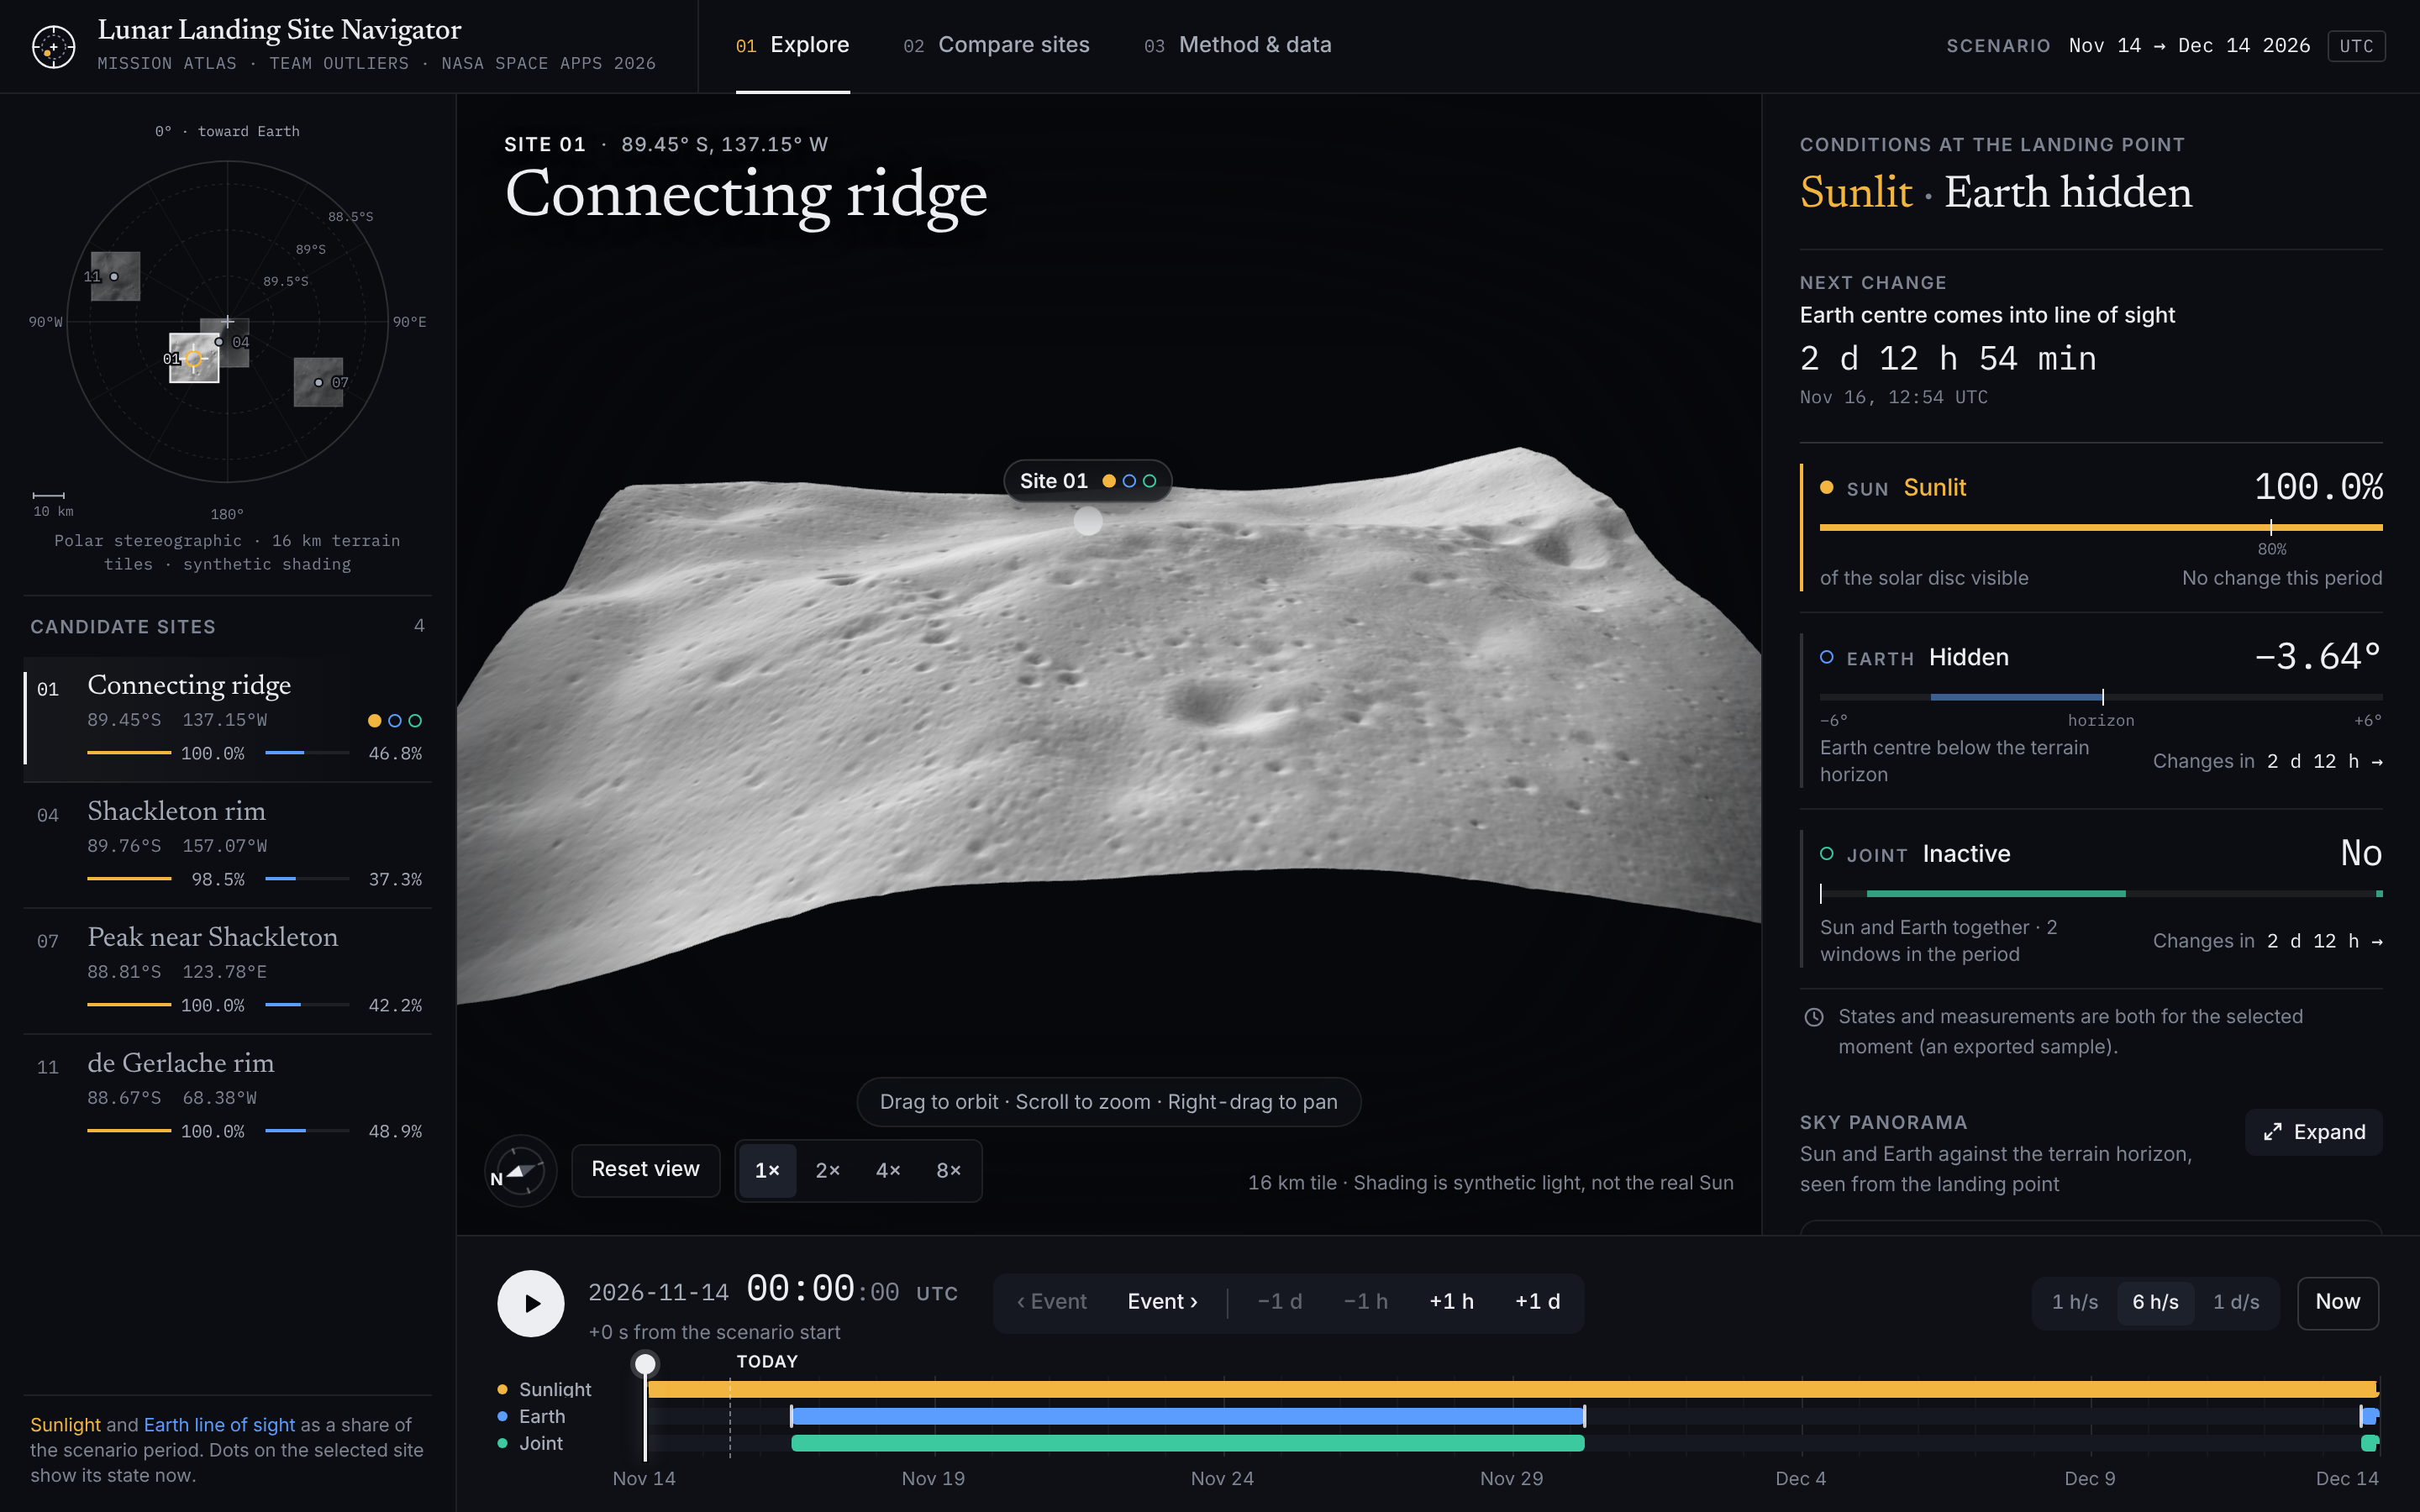 Lunar Landing Site Navigator
MISSION ATLAS · TEAM OUTLIERS · NASA SPACE APPS 2026
01 Explore
02 Compare sites
03 Method & data
SCENARIO Nov 14 → Dec 14 2026 UTC
0° · toward Earth
88.5°S
89°S
89.5°S
11
90°W
90°E
04
01
07
10 km
180°
Polar stereographic · 16 km terrain
tiles · synthetic shading
CANDIDATE SITES 4
01 Connecting ridge
89.45°S 137.15°W
100.0% 46.8%
04 Shackleton rim
89.76°S 157.07°W
98.5% 37.3%
07 Peak near Shackleton
88.81°S 123.78°E
100.0% 42.2%
11 de Gerlache rim
88.67°S 68.38°W
100.0% 48.9%
Sunlight and Earth line of sight as a share of
the scenario period. Dots on the selected site
show its state now.
SITE 01 · 89.45° S, 137.15° W
Connecting ridge
Site 01
Drag to orbit · Scroll to zoom · Right-drag to pan
N
Reset view
1× 2× 4× 8×
16 km tile · Shading is synthetic light, not the real Sun
CONDITIONS AT THE LANDING POINT
Sunlit · Earth hidden
NEXT CHANGE
Earth centre comes into line of sight
2 d 12 h 54 min
Nov 16, 12:54 UTC
SUN Sunlit 100.0%
80%
of the solar disc visible No change this period
EARTH Hidden −3.64°
−6° horizon +6°
Earth centre below the terrain
horizon
Changes in 2 d 12 h →
JOINT Inactive No
Sun and Earth together · 2
windows in the period
Changes in 2 d 12 h →
States and measurements are both for the selected
moment (an exported sample).
SKY PANORAMA
Expand
Sun and Earth against the terrain horizon,
seen from the landing point
2026-11-14 00:00:00 UTC
+0 s from the scenario start
‹ Event Event › −1 d −1 h +1 h +1 d
1 h/s 6 h/s 1 d/s Now
TODAY
Sunlight
Earth
Joint
Nov 14 Nov 19 Nov 24 Nov 29 Dec 4 Dec 9 Dec 14